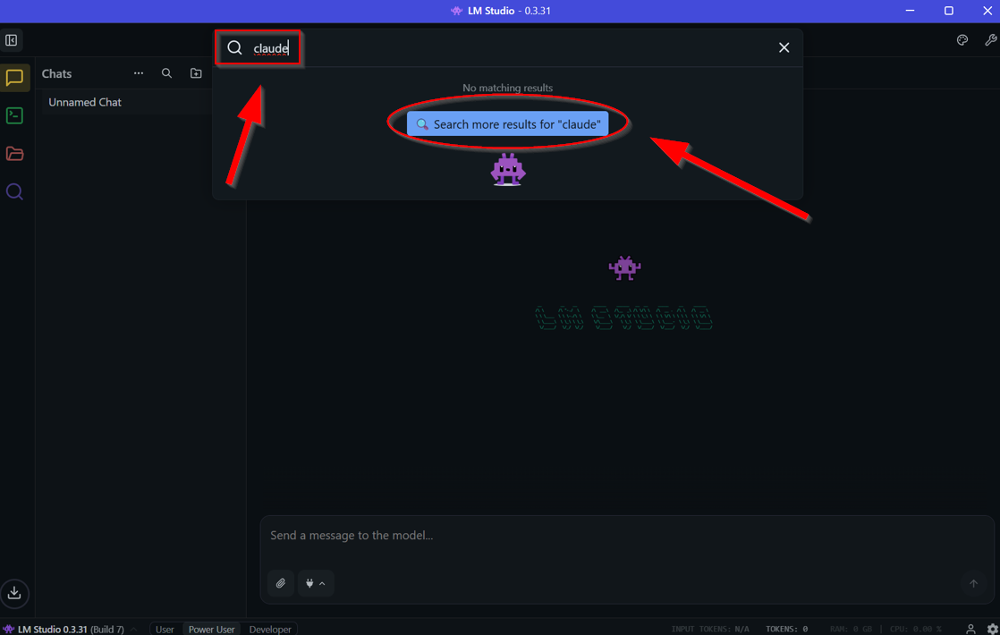 LM Studio - 0.3.31
claude
Chats
No matching results
Unnamed Chat
Search more results for "claude"
LM STUDIO
Send a message to the model...
LM Studio 0.3.31 (Build 7)
User
Power User
Developer
INPUT TOKENS: N/A
TOKENS: 0
RAM: 0 GB | CPU: 0.00 %